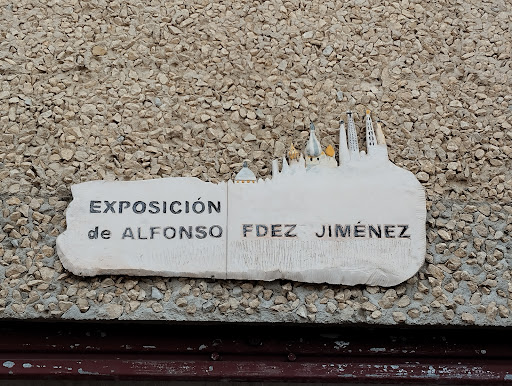 EXPOSICIÓN
de ALFONSO FDEZ JIMÉNEZ